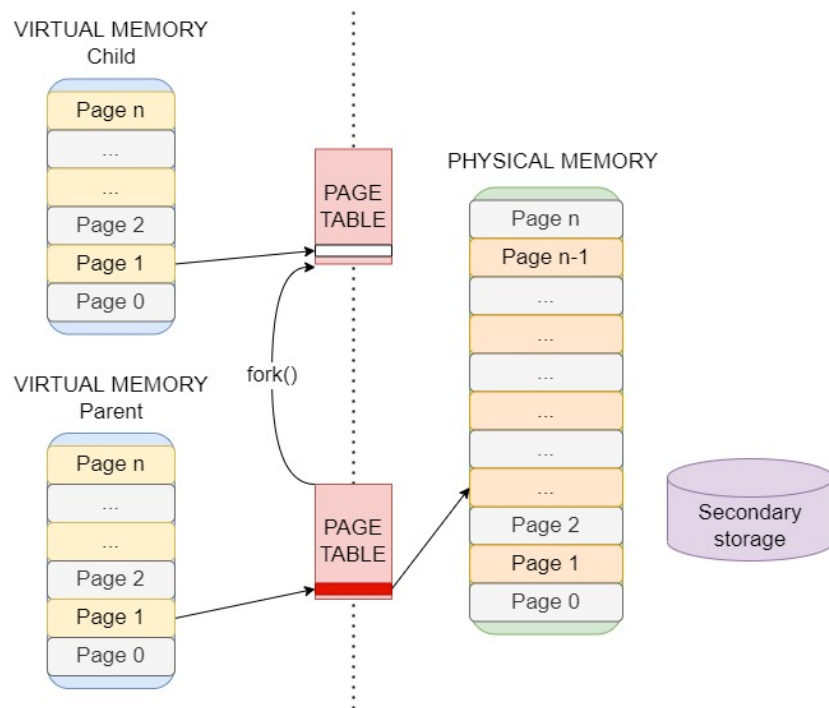 VIRTUAL MEMORY
Child
Page n
...
...
Page 2
Page 1
Page 0
PAGE
TABLE
fork()
VIRTUAL MEMORY
Parent
Page n
...
...
Page 2
Page 1
Page 0
PAGE
TABLE
PHYSICAL MEMORY
Page n
Page n-1
...
...
...
...
...
...
Page 2
Page 1
Page 0
Secondary
storage